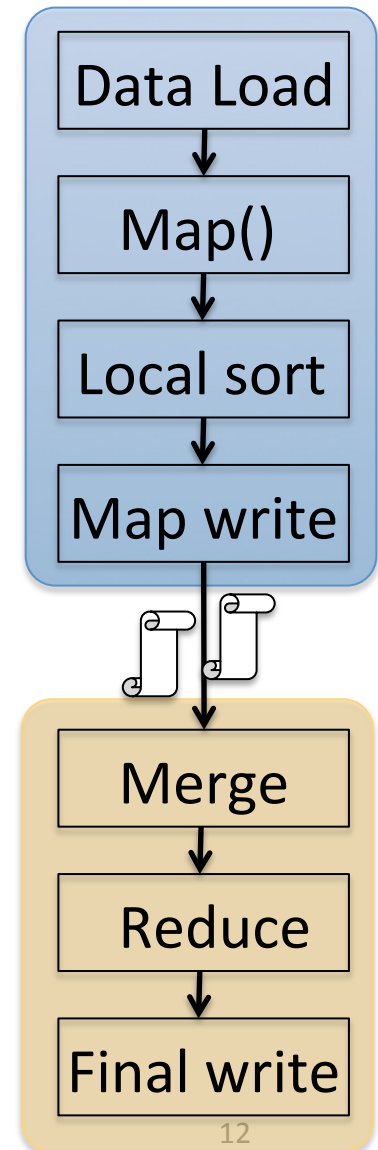 Data Load
Map()
Local sort
Map write
Merge
Reduce
Final write
12